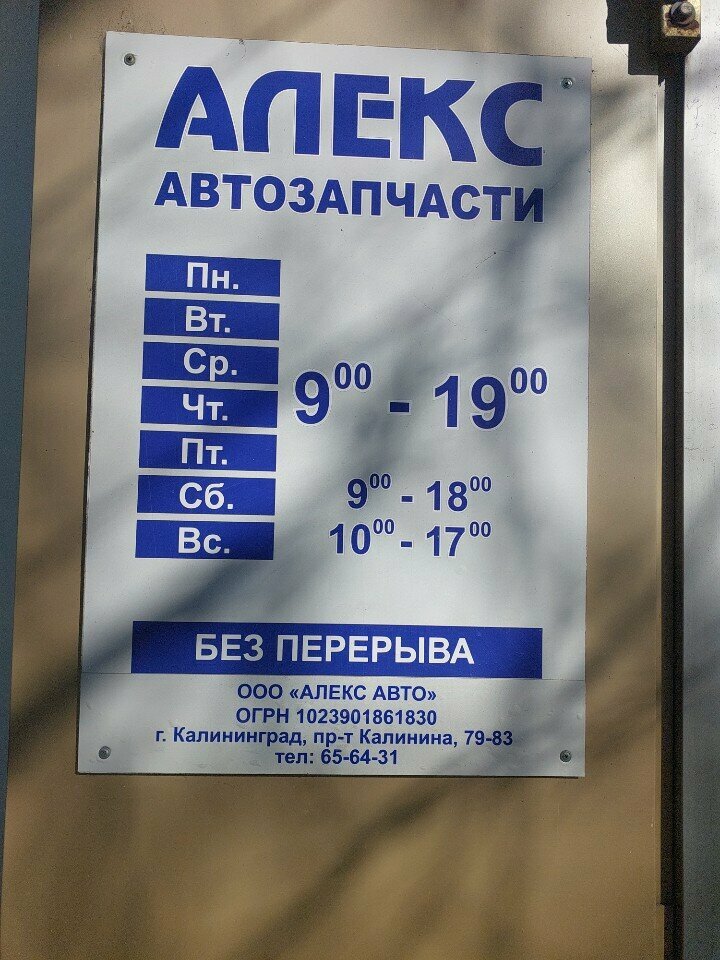 АЛЕКС
АВТОЗАПЧАСТИ
Пн.
Вт.
Ср.
Чт.
Пт.
9⁰⁰ - 19⁰⁰
Сб. 9⁰⁰ - 18⁰⁰
Вс. 10⁰⁰ - 17⁰⁰
БЕЗ ПЕРЕРЫВА
ООО «АЛЕКС АВТО»
ОГРН 1023901861830
г. Калининград, пр-т Калинина, 79-83
тел: 65-64-31